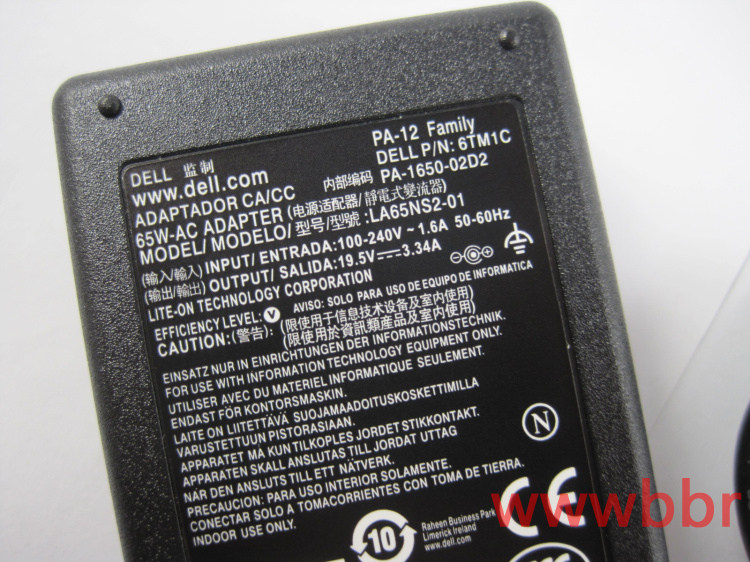 PA-12 Family
DELL 监制
DELL P/N: 6TM1C
www.dell.com
内部编码 PA-1650-02D2
ADAPTADOR CA/CC
65W-AC ADAPTER (电源适配器/靜電式變流器)
MODEL/ MODELO/ 型号/型號 :LA65NS2-01
(输入/輸入) INPUT/ ENTRADA:100-240V ~ 1.6A 50-60Hz
(输出/輸出) OUTPUT/ SALIDA:19.5V 3.34A
LITE-ON TECHNOLOGY CORPORATION
EFFICIENCY LEVEL: V AVISO: SOLO PARA USO DE EQUIPO DE INFORMATICA
CAUTION:(警告): (限使用于信息技术设备及室内使用)
(限使用於資訊類產品及室内使用)
EINSATZ NUR IN EINRICHTUNGEN DER INFORMATIONSTECHNIK.
FOR USE WITH INFORMATION TECHNOLOGY EQUIPMENT ONLY.
UTILISER AVEC DU MATERIEL INFORMATIQUE SEULEMENT.
ENDAST FÖR KONTORSMASKIN.
LAITE ON LIITETTÄVÄ SUOJAMAADOITUSKOSKETTIMILLA
VARUSTETTUUN PISTORASIAAN.
APPARATET MA KUN TILKOPLES JORDET STIKKONTAKT.
APPARATEN SKALL ANSLUTAS TILL JORDAT UTTAG
NÄR DEN ANSLUTS TILL ETT NÄTVERK.
PRECAUCION: PARA USO INTERIOR SOLAMENTE.
CONECTAR SOLO A TOMACORRIENTES CON TOMA DE TIERRA.
INDOOR USE ONLY
N
10
Raheen Business Park
Limerick Ireland
www.dell.com
CE
wwwbbr